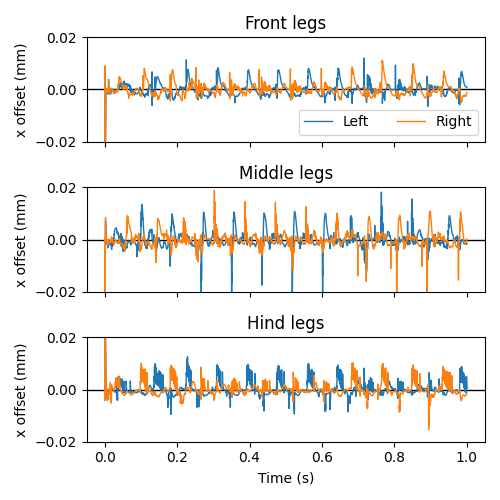 Front legs
x offset (mm)
0.02
0.00
−0.02
Left Right
Middle legs
x offset (mm)
0.02
0.00
−0.02
Hind legs
x offset (mm)
0.02
0.00
−0.02
0.0 0.2 0.4 0.6 0.8 1.0
Time (s)